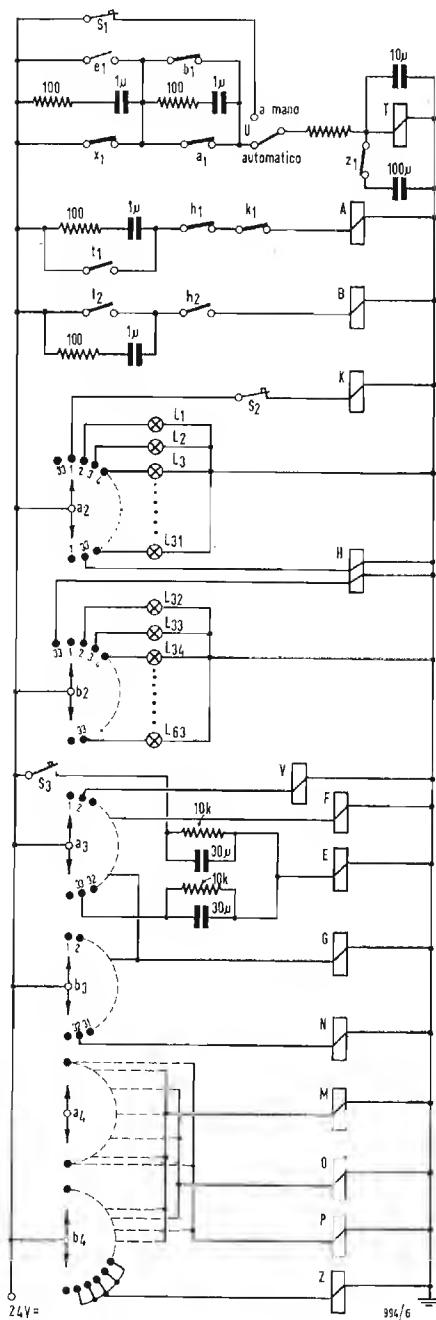 S1
e1 b1
100 1µ 100 1µ
10µ
a mano
U
T
x1 a1 automatico
z1
100µ
100 1µ h1 k1 A
t1
t2 h2 B
100 1µ
K
S2
L1
L2
33 1 2 3 4 L3
a2
1 33 L31
H
L32
L33
33 1 2 3 4 L34
b2
33 L63
S3
V
1 2
10k
F
a3
30µ
E
10k
33 32
30µ
1 2
G
b3
32 31
N
M
a4
O
P
b4
Z
24V=
994/6